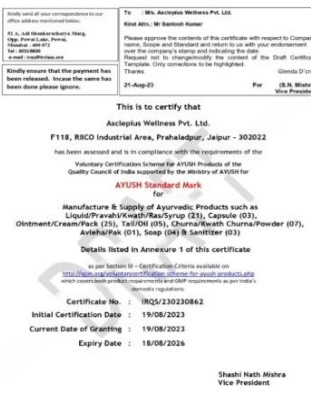 Kindly send all your correspondence to our
office address mentioned below:
52 A, Adi Shankaracharya Marg,
Opp. Powai Lake, Powai,
Mumbai - 400 072
Kindly ensure that the payment has
been released. Incase the same has
been done please ignore.
To : M/s. Asclepius Wellness Pvt. Ltd.
Kind Attn.: Mr Santosh Kumar
Please approve the contents of this certificate with respect to Compan
name, Scope and Standard and return to us with your endorsement
over the company's stamp and indicating the date.
Request not to change/modify the content of the Draft Certifica
Template. Only corrections to be highlighted.
Thanks Glenda D'cr
21-Aug-23 For (S.N. Mishr
Vice Presiden
This is to certify that
Asclepius Wellness Pvt. Ltd.
F118, RIICO Industrial Area, Prahaladpur, Jaipur - 302022
has been assessed and is in compliance with the requirements of the
Voluntary Certification Scheme for AYUSH Products of the
Quality Council of India supported by the Ministry of AYUSH for
AYUSH Standard Mark
for
Manufacture & Supply of Ayurvedic Products such as
Liquid/Pravahi/Kwath/Ras/Syrup (21), Capsule (03),
Ointment/Cream/Pack (25), Tail/Oil (05), Churna/Kwath Churna/Powder (07),
Avleha/Pak (01), Soap (04) & Sanitizer (03)
Details listed in Annexure 1 of this certificate
as per Section III – Certification Criteria available on
which covers both product requirements and GMP requirements as per India's
domestic regulations.
Certificate No. : IRQS/230230862
Initial Certification Date : 19/08/2023
Current Date of Granting : 19/08/2023
Expiry Date : 18/08/2026
Shashi Nath Mishra
Vice President
DRAFT